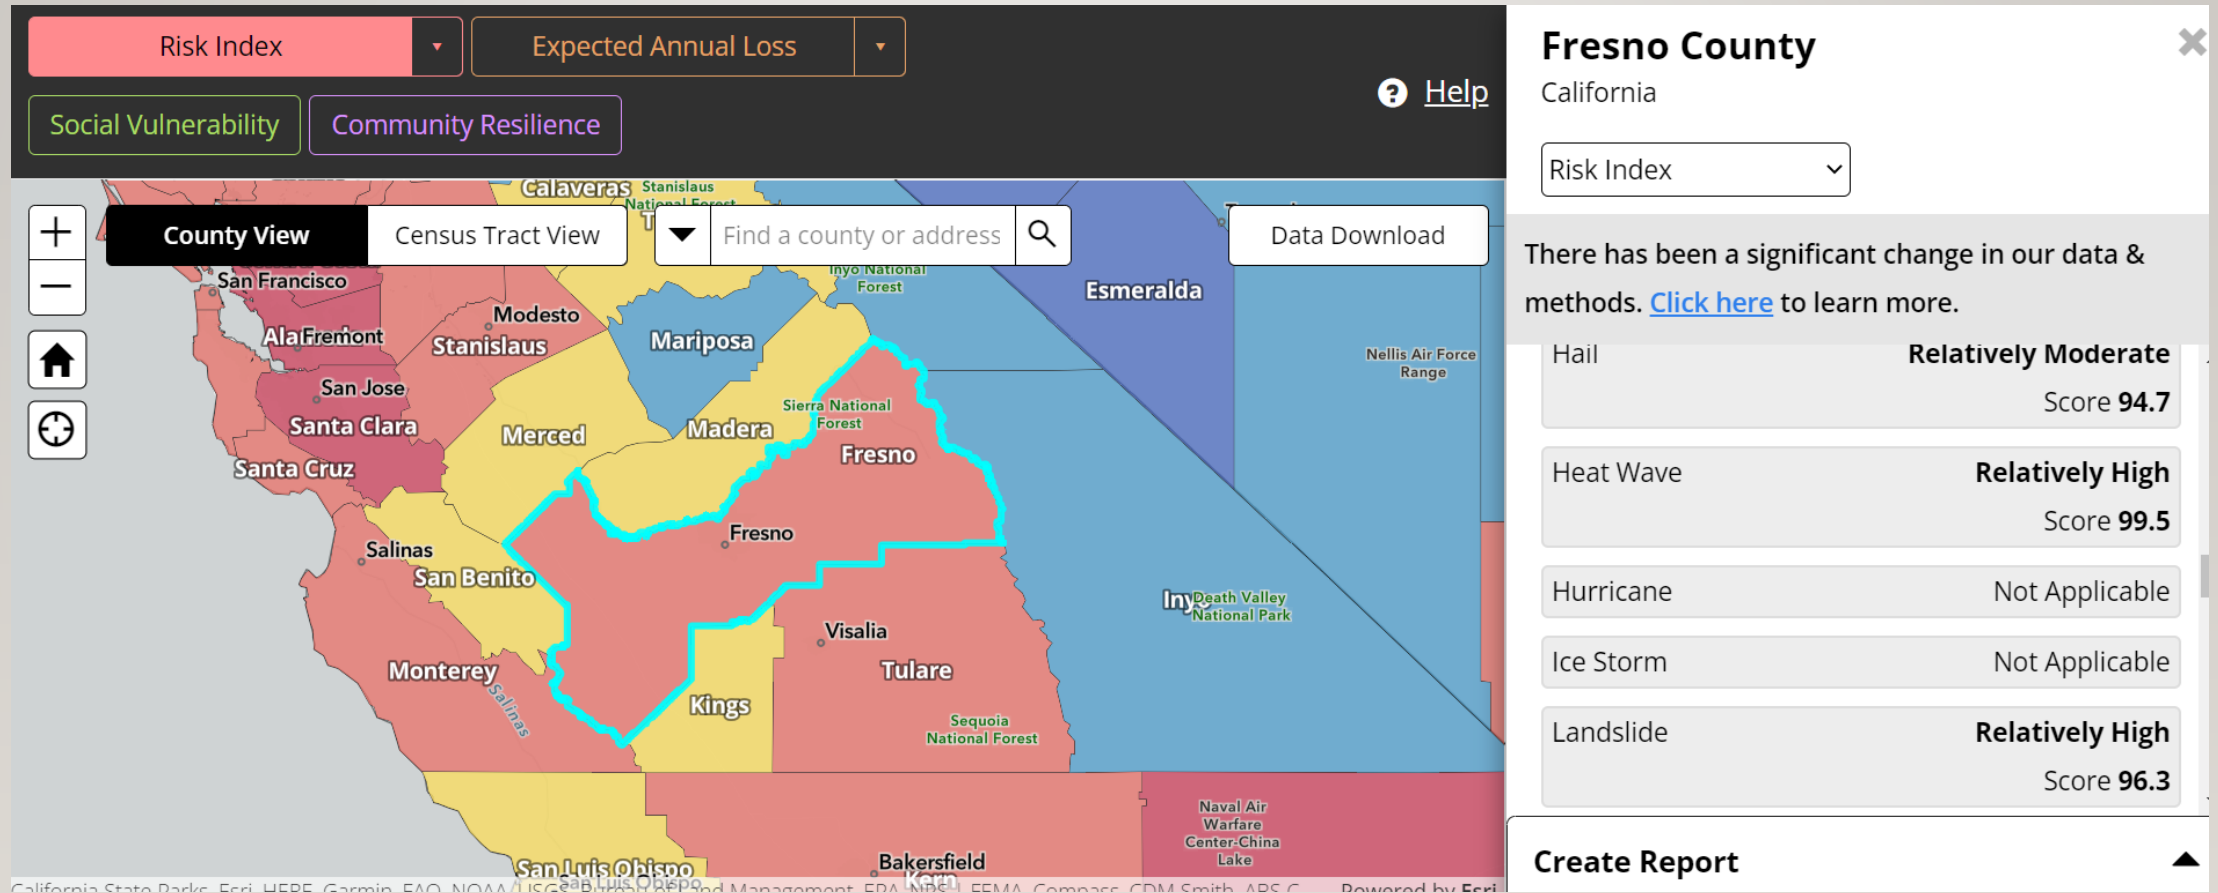 Risk Index
Expected Annual Loss
Social Vulnerability
Community Resilience
? Help
County View
Census Tract View
Find a county or address
Data Download
Calaveras
Stanislaus
National Forest
San Francisco
Inyo National
Forest
Esmeralda
Modesto
Fremont
Stanislaus
Mariposa
Nellis Air Force
Range
San Jose
Santa Clara
Merced
Madera
Sierra National
Forest
Fresno
Santa Cruz
Fresno
Salinas
San Benito
Death Valley
National Park
Visalia
Monterey
Salinas
Tulare
Kings
Sequoia
National Forest
Naval Air
Warfare
Center-China
Lake
San Luis Obispo
San Luis Obispo
Bakersfield
Kern
Powered by Esri
Fresno County
California
Risk Index
There has been a significant change in our data &
methods. Click here to learn more.
Hail Relatively Moderate
Score 94.7
Heat Wave Relatively High
Score 99.5
Hurricane Not Applicable
Ice Storm Not Applicable
Landslide Relatively High
Score 96.3
Create Report